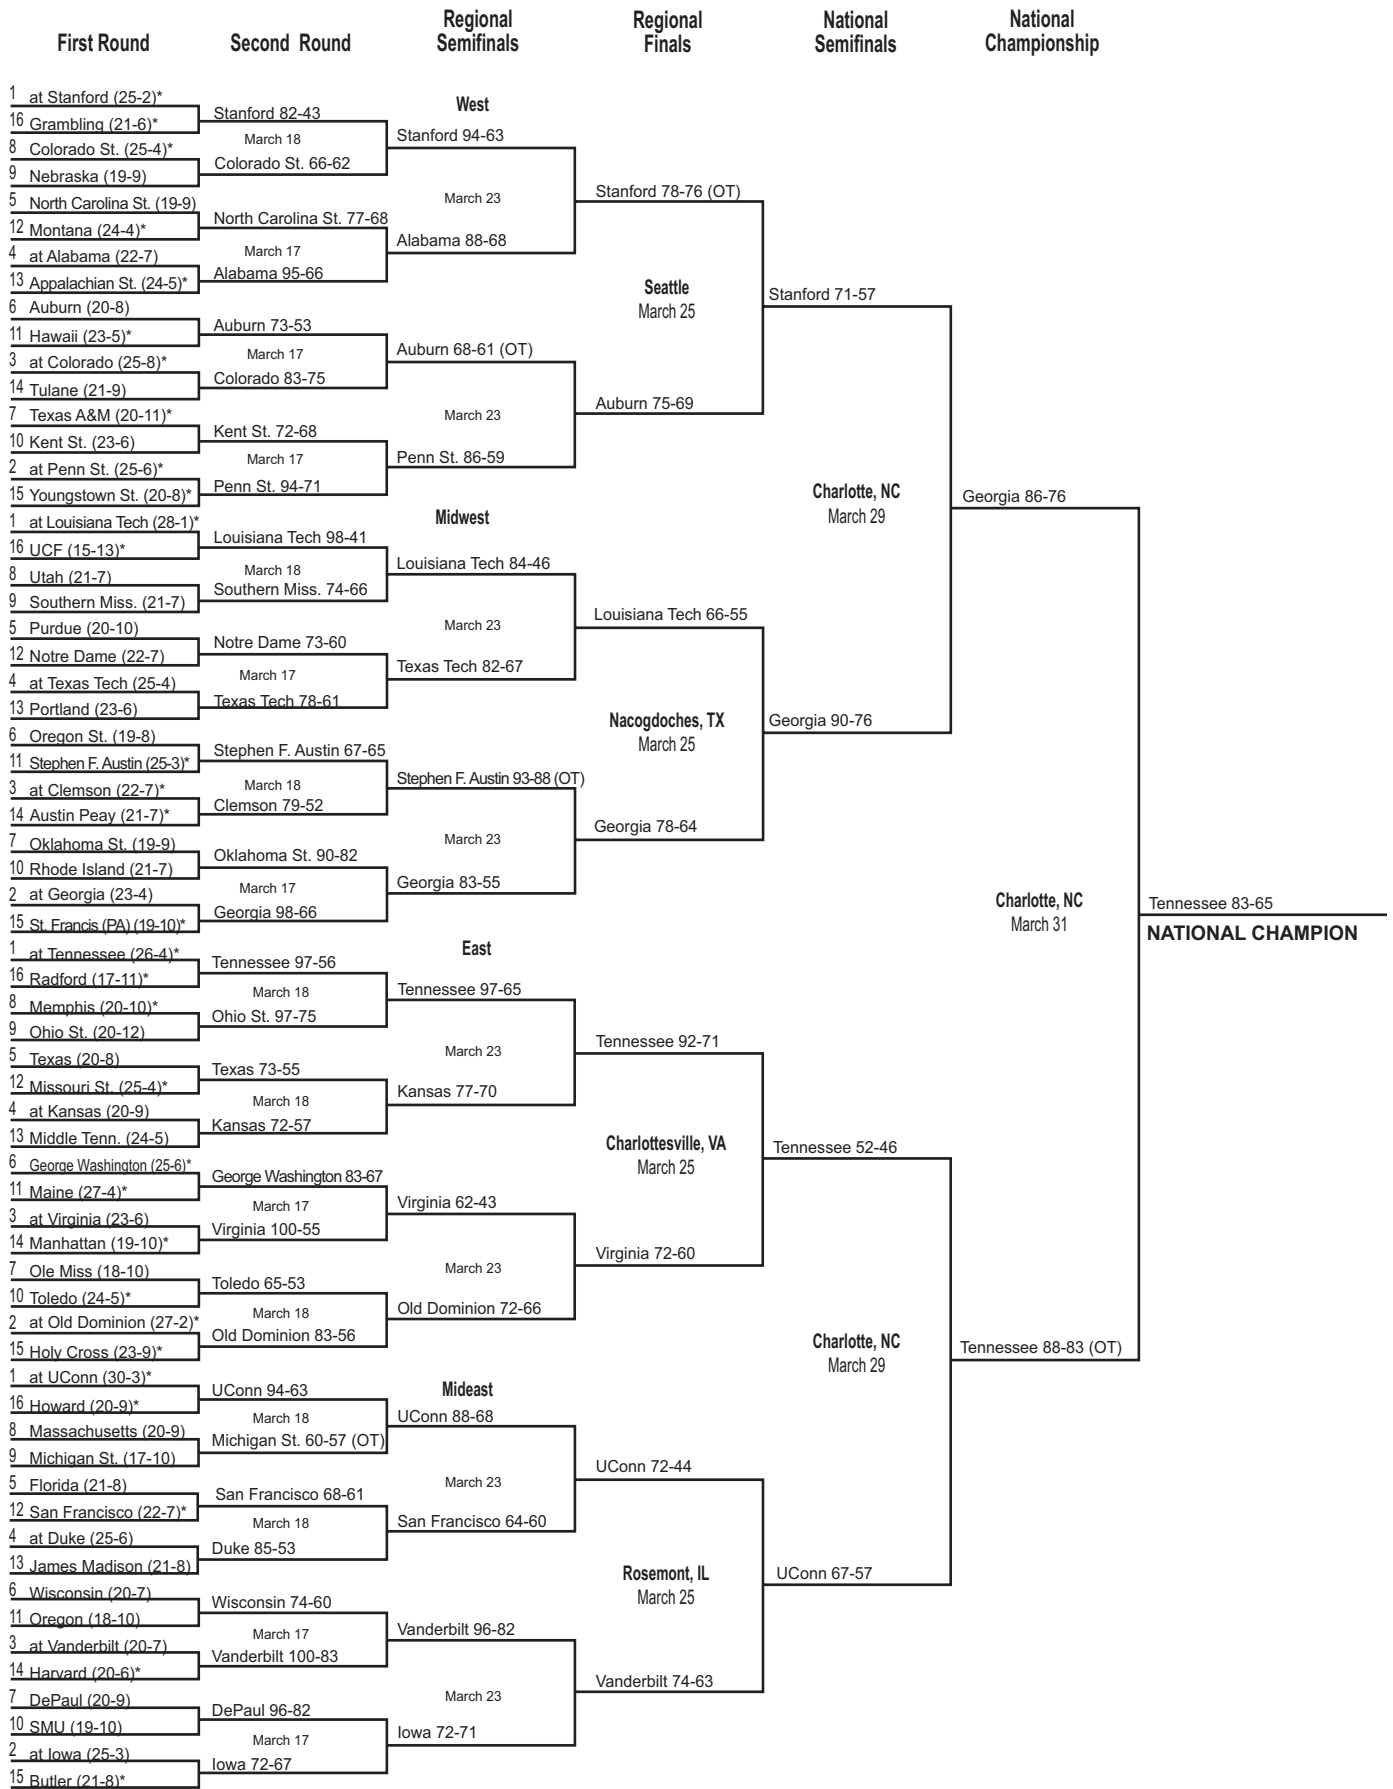 First Round
Second Round
Regional
Semifinals
Regional
Finals
National
Semifinals
National
Championship
1 at Stanford (25-2)*
16 Grambling (21-6)*
8 Colorado St. (25-4)*
9 Nebraska (19-9)
5 North Carolina St. (19-9)
12 Montana (24-4)*
4 at Alabama (22-7)
13 Appalachian St. (24-5)*
6 Auburn (20-8)
11 Hawaii (23-5)*
3 at Colorado (25-8)*
14 Tulane (21-9)
7 Texas A&M (20-11)*
10 Kent St. (23-6)
2 at Penn St. (25-6)*
15 Youngstown St. (20-8)*
1 at Louisiana Tech (28-1)*
16 UCF (15-13)*
8 Utah (21-7)
9 Southern Miss. (21-7)
5 Purdue (20-10)
12 Notre Dame (22-7)
4 at Texas Tech (25-4)
13 Portland (23-6)
6 Oregon St. (19-8)
11 Stephen F. Austin (25-3)*
3 at Clemson (22-7)*
14 Austin Peay (21-7)*
7 Oklahoma St. (19-9)
10 Rhode Island (21-7)
2 at Georgia (23-4)
15 St. Francis (PA) (19-10)*
1 at Tennessee (26-4)*
16 Radford (17-11)*
8 Memphis (20-10)*
9 Ohio St. (20-12)
5 Texas (20-8)
12 Missouri St. (25-4)*
4 at Kansas (20-9)
13 Middle Tenn. (24-5)
6 George Washington (25-6)*
11 Maine (27-4)*
3 at Virginia (23-6)
14 Manhattan (19-10)*
7 Ole Miss (18-10)
10 Toledo (24-5)*
2 at Old Dominion (27-2)*
15 Holy Cross (23-9)*
1 at UConn (30-3)*
16 Howard (20-9)*
8 Massachusetts (20-9)
9 Michigan St. (17-10)
5 Florida (21-8)
12 San Francisco (22-7)*
4 at Duke (25-6)
13 James Madison (21-8)
6 Wisconsin (20-7)
11 Oregon (18-10)
3 at Vanderbilt (20-7)
14 Harvard (20-6)*
7 DePaul (20-9)
10 SMU (19-10)
2 at Iowa (25-3)
15 Butler (21-8)*
Stanford 82-43
March 18
Colorado St. 66-62
North Carolina St. 77-68
March 17
Alabama 95-66
Auburn 73-53
March 17
Colorado 83-75
Kent St. 72-68
March 17
Penn St. 94-71
Louisiana Tech 98-41
March 18
Southern Miss. 74-66
Notre Dame 73-60
March 17
Texas Tech 78-61
Stephen F. Austin 67-65
March 18
Clemson 79-52
Oklahoma St. 90-82
March 17
Georgia 98-66
Tennessee 97-56
March 18
Ohio St. 97-75
Texas 73-55
March 18
Kansas 72-57
George Washington 83-67
March 17
Virginia 100-55
Toledo 65-53
March 18
Old Dominion 83-56
UConn 94-63
March 18
Michigan St. 60-57 (OT)
San Francisco 68-61
March 18
Duke 85-53
Wisconsin 74-60
March 17
Vanderbilt 100-83
DePaul 96-82
March 17
Iowa 72-67
West
Stanford 94-63
March 23
Alabama 88-68
Auburn 68-61 (OT)
March 23
Penn St. 86-59
Midwest
Louisiana Tech 84-46
March 23
Texas Tech 82-67
Stephen F. Austin 93-88 (OT)
March 23
Georgia 83-55
East
Tennessee 97-65
March 23
Kansas 77-70
Virginia 62-43
March 23
Old Dominion 72-66
Mideast
UConn 88-68
March 23
San Francisco 64-60
Vanderbilt 96-82
March 23
Iowa 72-71
Stanford 78-76 (OT)
Seattle
March 25
Auburn 75-69
Louisiana Tech 66-55
Nacogdoches, TX
March 25
Georgia 78-64
Tennessee 92-71
Charlottesville, VA
March 25
Virginia 72-60
UConn 72-44
Rosemont, IL
March 25
Vanderbilt 74-63
Stanford 71-57
Charlotte, NC
March 29
Georgia 90-76
Tennessee 52-46
Charlotte, NC
March 29
UConn 67-57
Georgia 86-76
Charlotte, NC
March 31
Tennessee 88-83 (OT)
Tennessee 83-65
NATIONAL CHAMPION